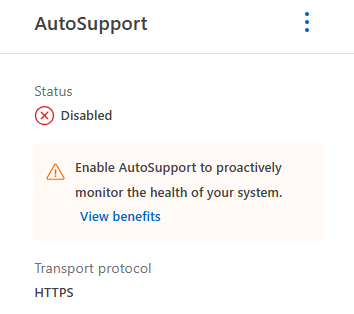 AutoSupport
Status
Disabled
Enable AutoSupport to proactively
monitor the health of your system.
View benefits
Transport protocol
HTTPS